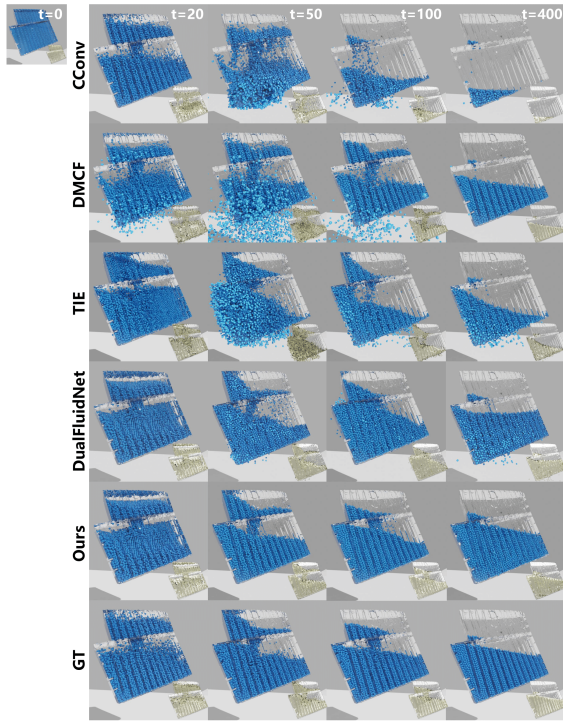 t=0
t=20
t=50
t=100
t=400
CConv
DMCF
TIE
DualFluidNet
Ours
GT